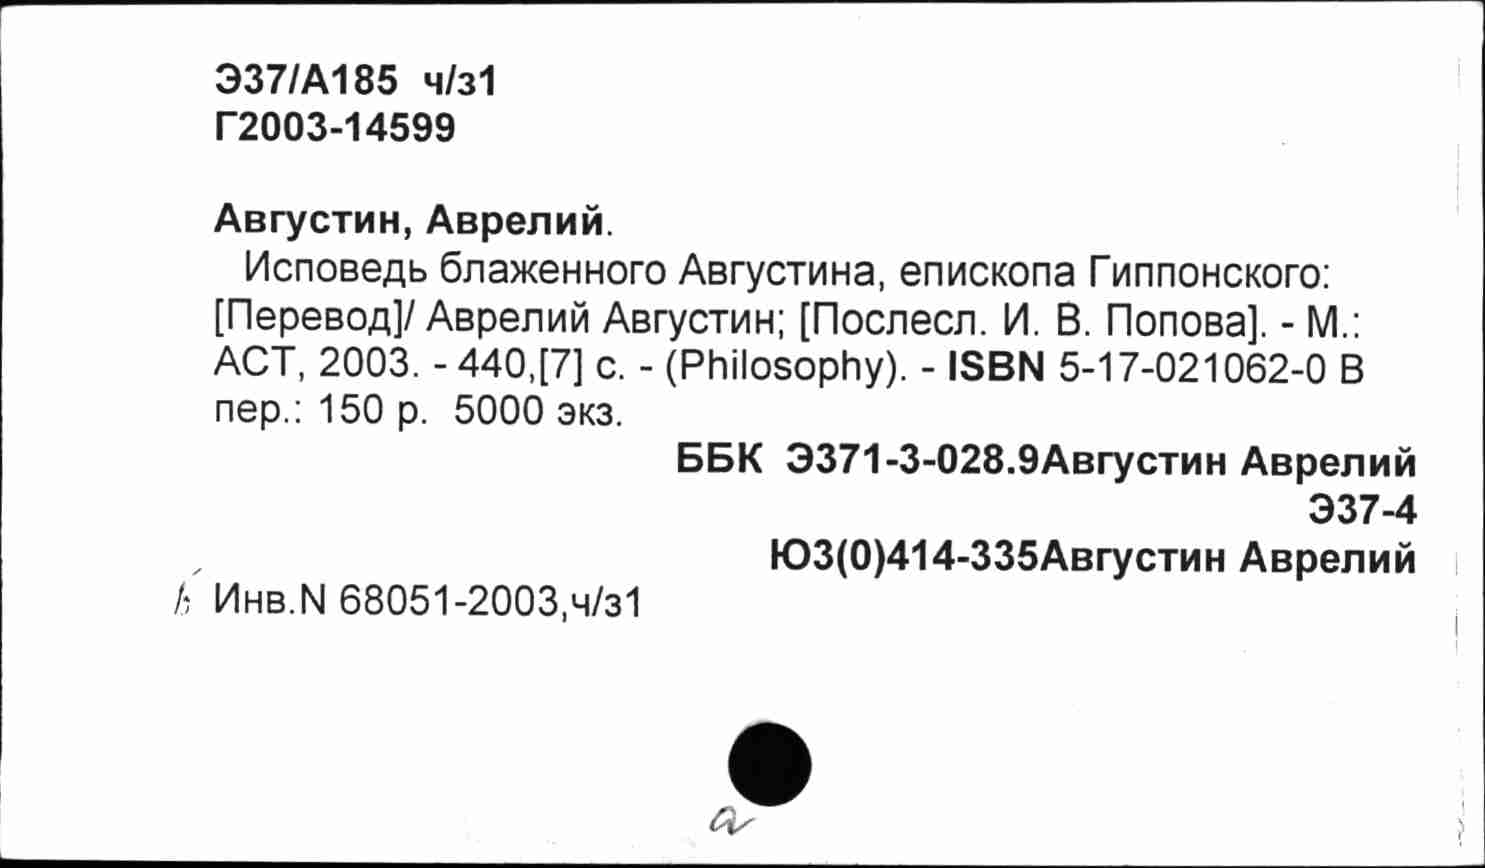 Э37/А185 ч/з1
Г2003-14599
Августин, Аврелий.
Исповедь блаженного Августина, епископа Гиппонского:
[Перевод]/ Аврелий Августин; [Послесл. И. В. Попова]. - М.:
АСТ, 2003. - 440,[7] с. - (Philosophy). - ISBN 5-17-021062-0 В
пер.: 150 р. 5000 экз.
ББК Э371-3-028.9Августин Аврелий
Э37-4
Ю3(0)414-335Августин Аврелий
Инв.N 68051-2003,ч/з1
а